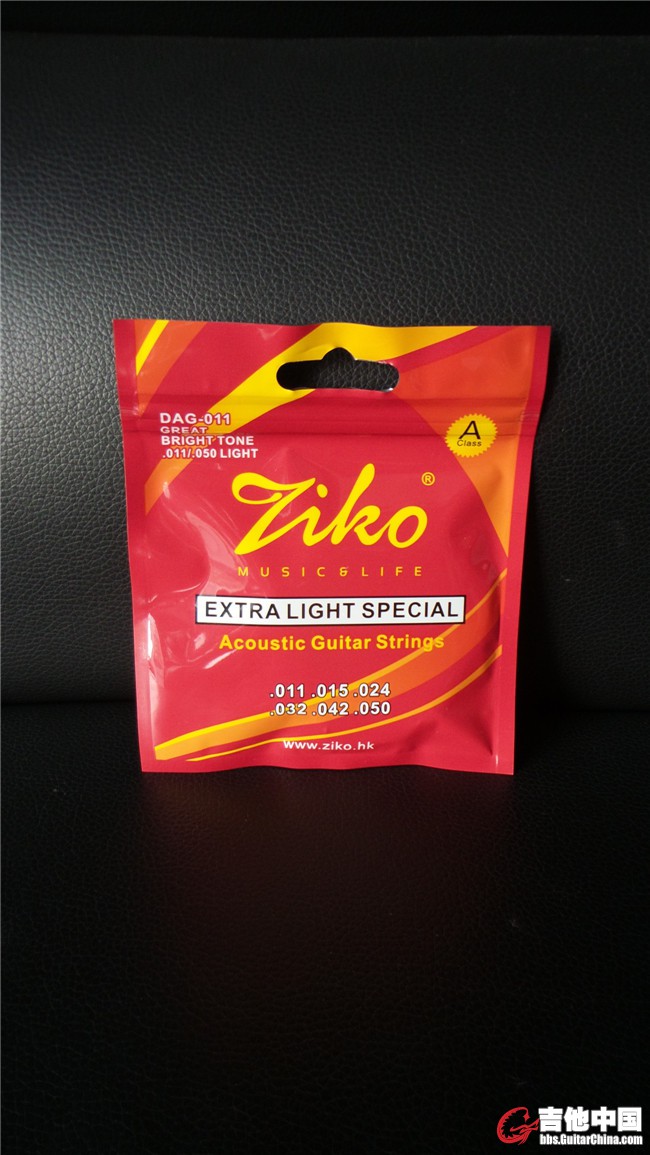 DAG-011
GREAT
BRIGHT TONE
.011/.050 LIGHT
A
Class
Ziko®
MUSIC & LIFE
EXTRA LIGHT SPECIAL
Acoustic Guitar Strings
.011 .015 .024
.032 .042 .050
www.ziko.hk
吉他中国
bbs.GuitarChina.com